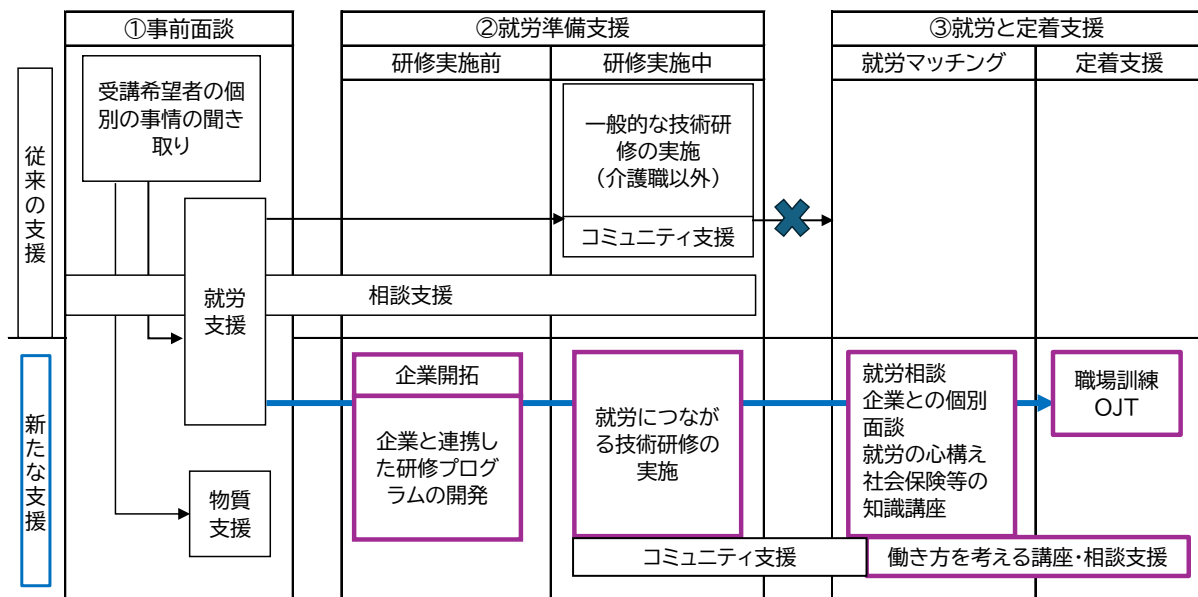 ①事前面談
②就労準備支援
③就労と定着支援
研修実施前
研修実施中
就労マッチング
定着支援
従来の支援
受講希望者の個
別の事情の聞き
取り
一般的な技術研
修の実施
（介護職以外）
コミュニティ支援
相談支援
就労
支援
新たな支援
企業開拓
企業と連携し
た研修プログ
ラムの開発
就労につなが
る技術研修の
実施
就労相談
企業との個別
面談
就労の心構え
社会保険等の
知識講座
職場訓練
OJT
物質
支援
コミュニティ支援
働き方を考える講座・相談支援